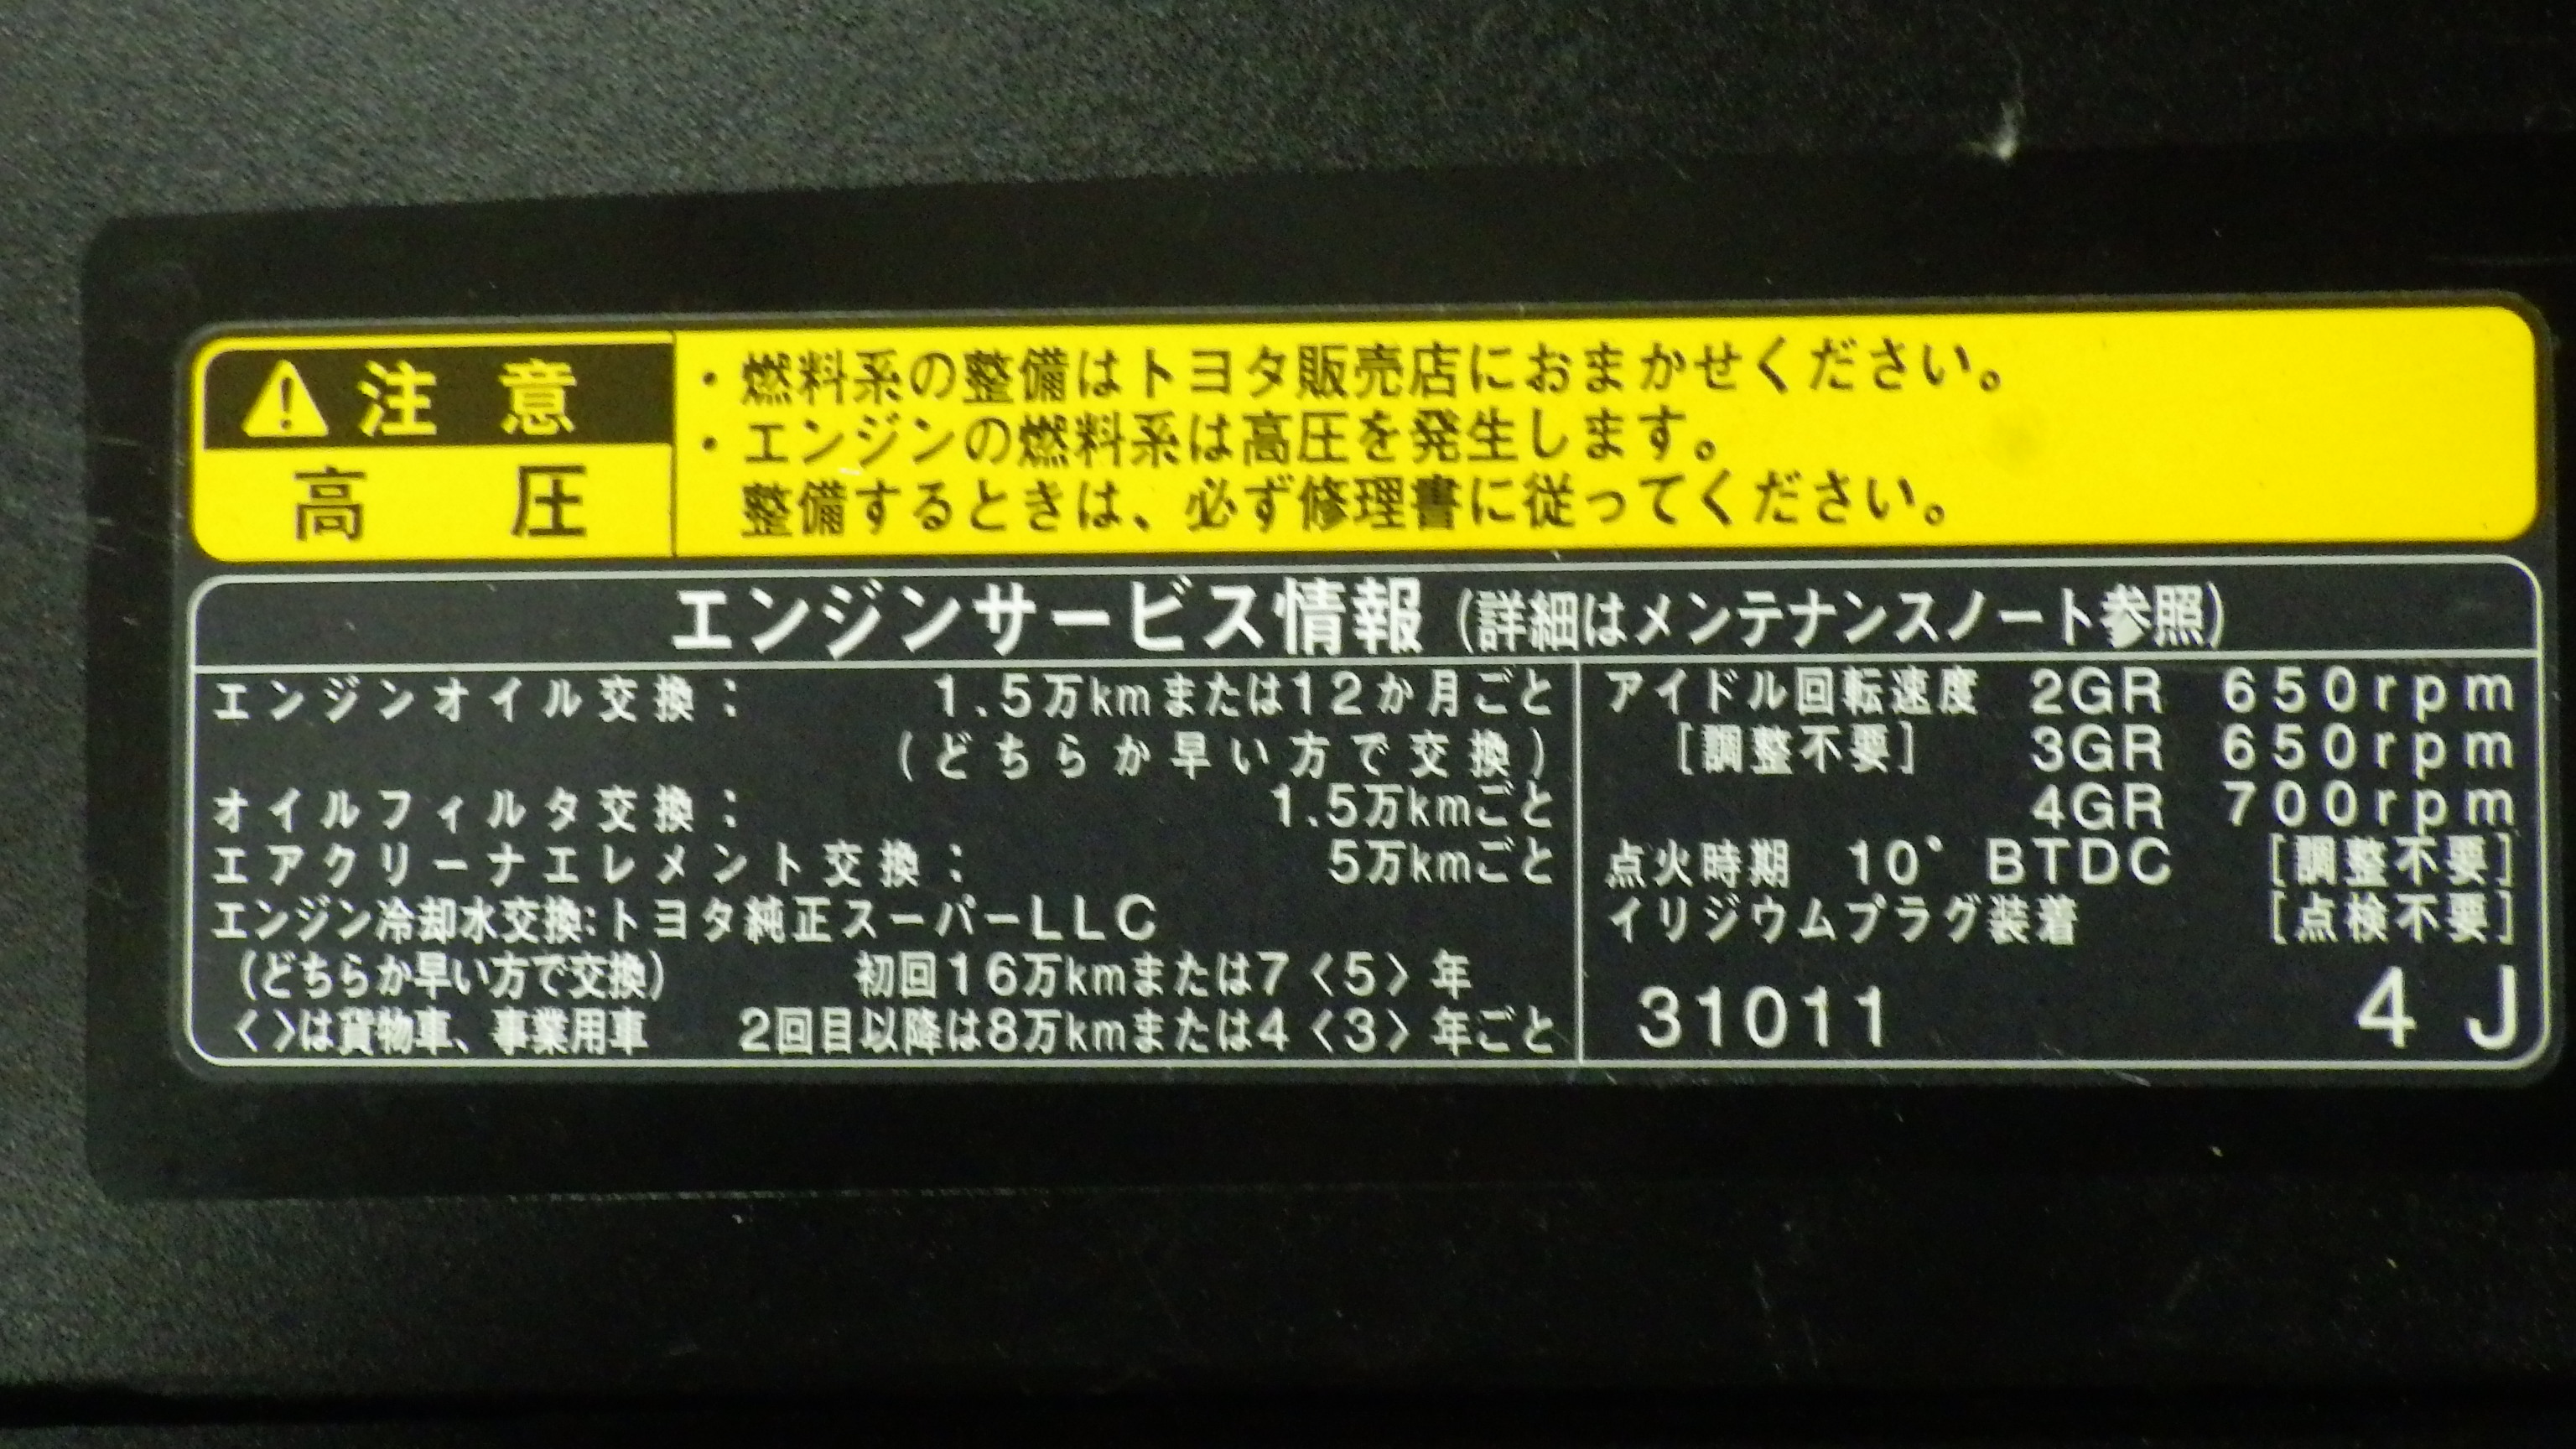 ⚠注意
高圧
・燃料系の整備はトヨタ販売店におまかせください。
・エンジンの燃料系は高圧を発生します。
整備するときは、必ず修理書に従ってください。
エンジンサービス情報 (詳細はメンテナンスノート参照)
エンジンオイル交換: 1.5万kmまたは12か月ごと
(どちらか早い方で交換)
オイルフィルタ交換: 1.5万kmごと
エアクリーナエレメント交換: 5万kmごと
エンジン冷却水交換:トヨタ純正スーパーLLC
(どちらか早い方で交換) 初回16万kmまたは7〈5〉年
〈 〉は貨物車、事業用車 2回目以降は8万kmまたは4〈3〉年ごと
アイドル回転速度 2GR 650rpm
[調整不要] 3GR 650rpm
4GR 700rpm
点火時期 10° BTDC [調整不要]
イリジウムプラグ装着 [点検不要]
31011 4J